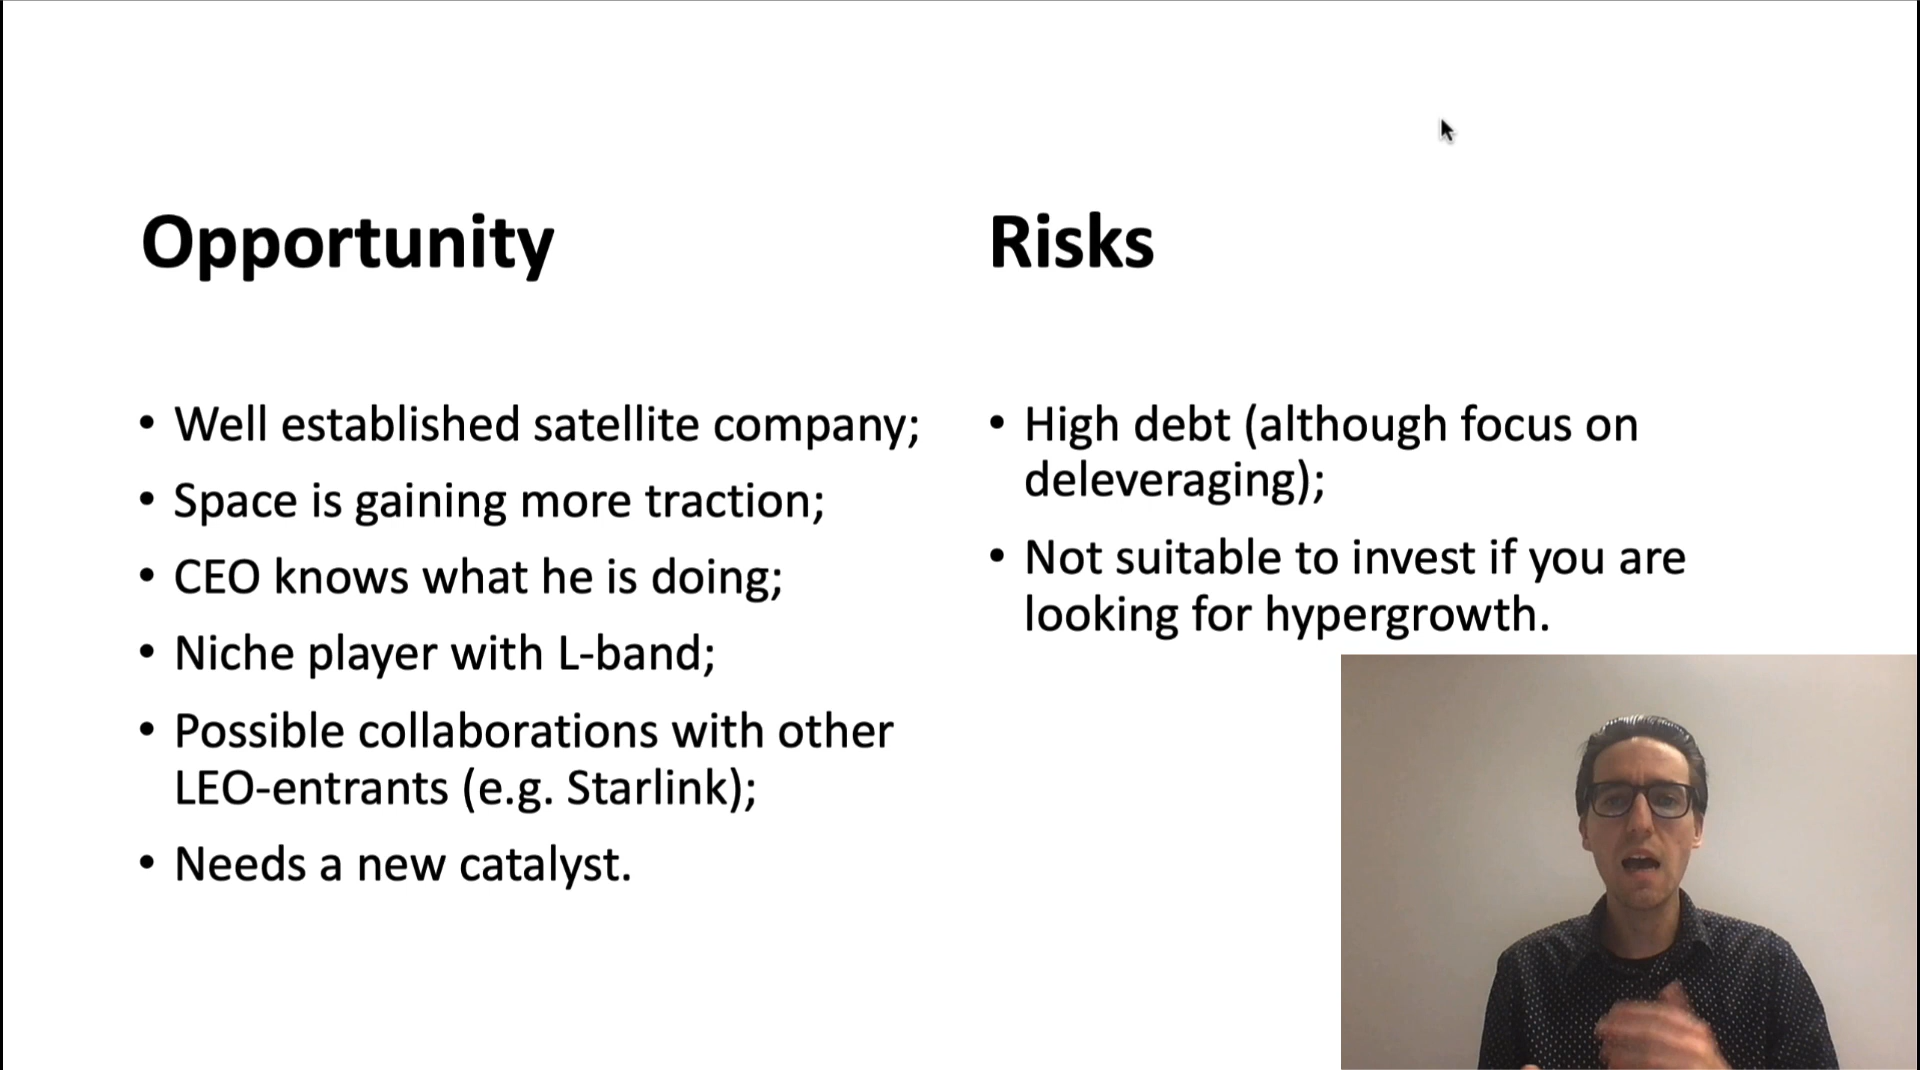 Opportunity
• Well established satellite company;
• Space is gaining more traction;
• CEO knows what he is doing;
• Niche player with L-band;
• Possible collaborations with other
LEO-entrants (e.g. Starlink);
• Needs a new catalyst.
Risks
• High debt (although focus on
deleveraging);
• Not suitable to invest if you are
looking for hypergrowth.